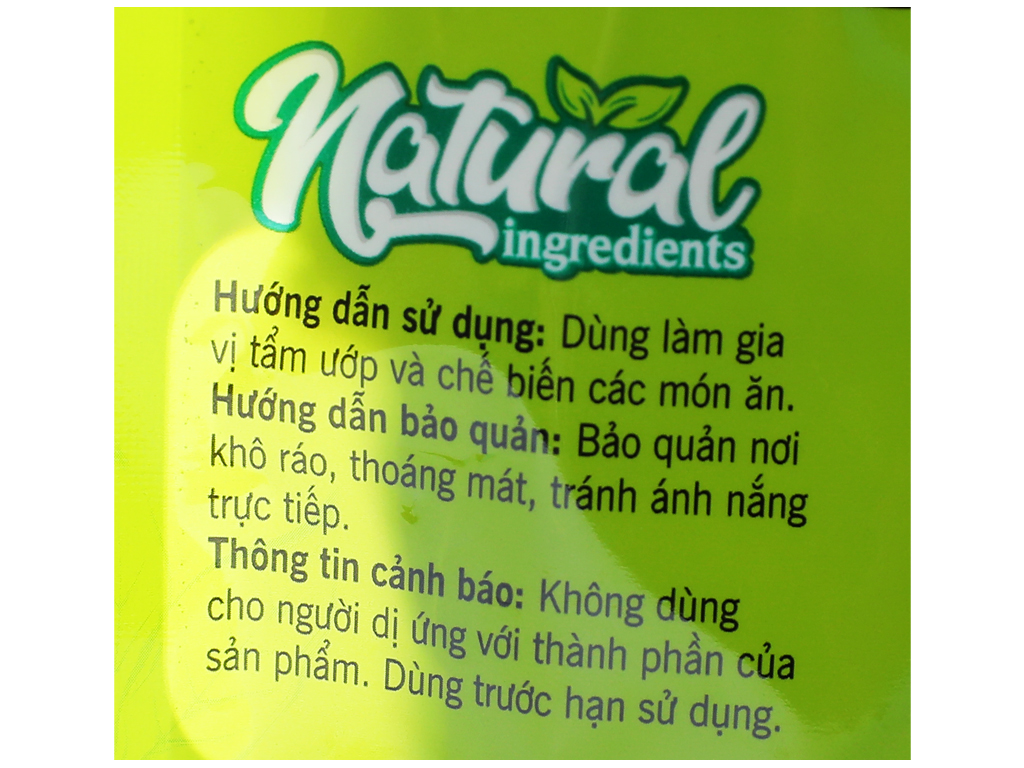 Natural
ingredients
Hướng dẫn sử dụng: Dùng làm gia
vị tẩm ướp và chế biến các món ăn.
Hướng dẫn bảo quản: Bảo quản nơi
khô ráo, thoáng mát, tránh ánh nắng
trực tiếp.
Thông tin cảnh báo: Không dùng
cho người dị ứng với thành phần của
sản phẩm. Dùng trước hạn sử dụng.